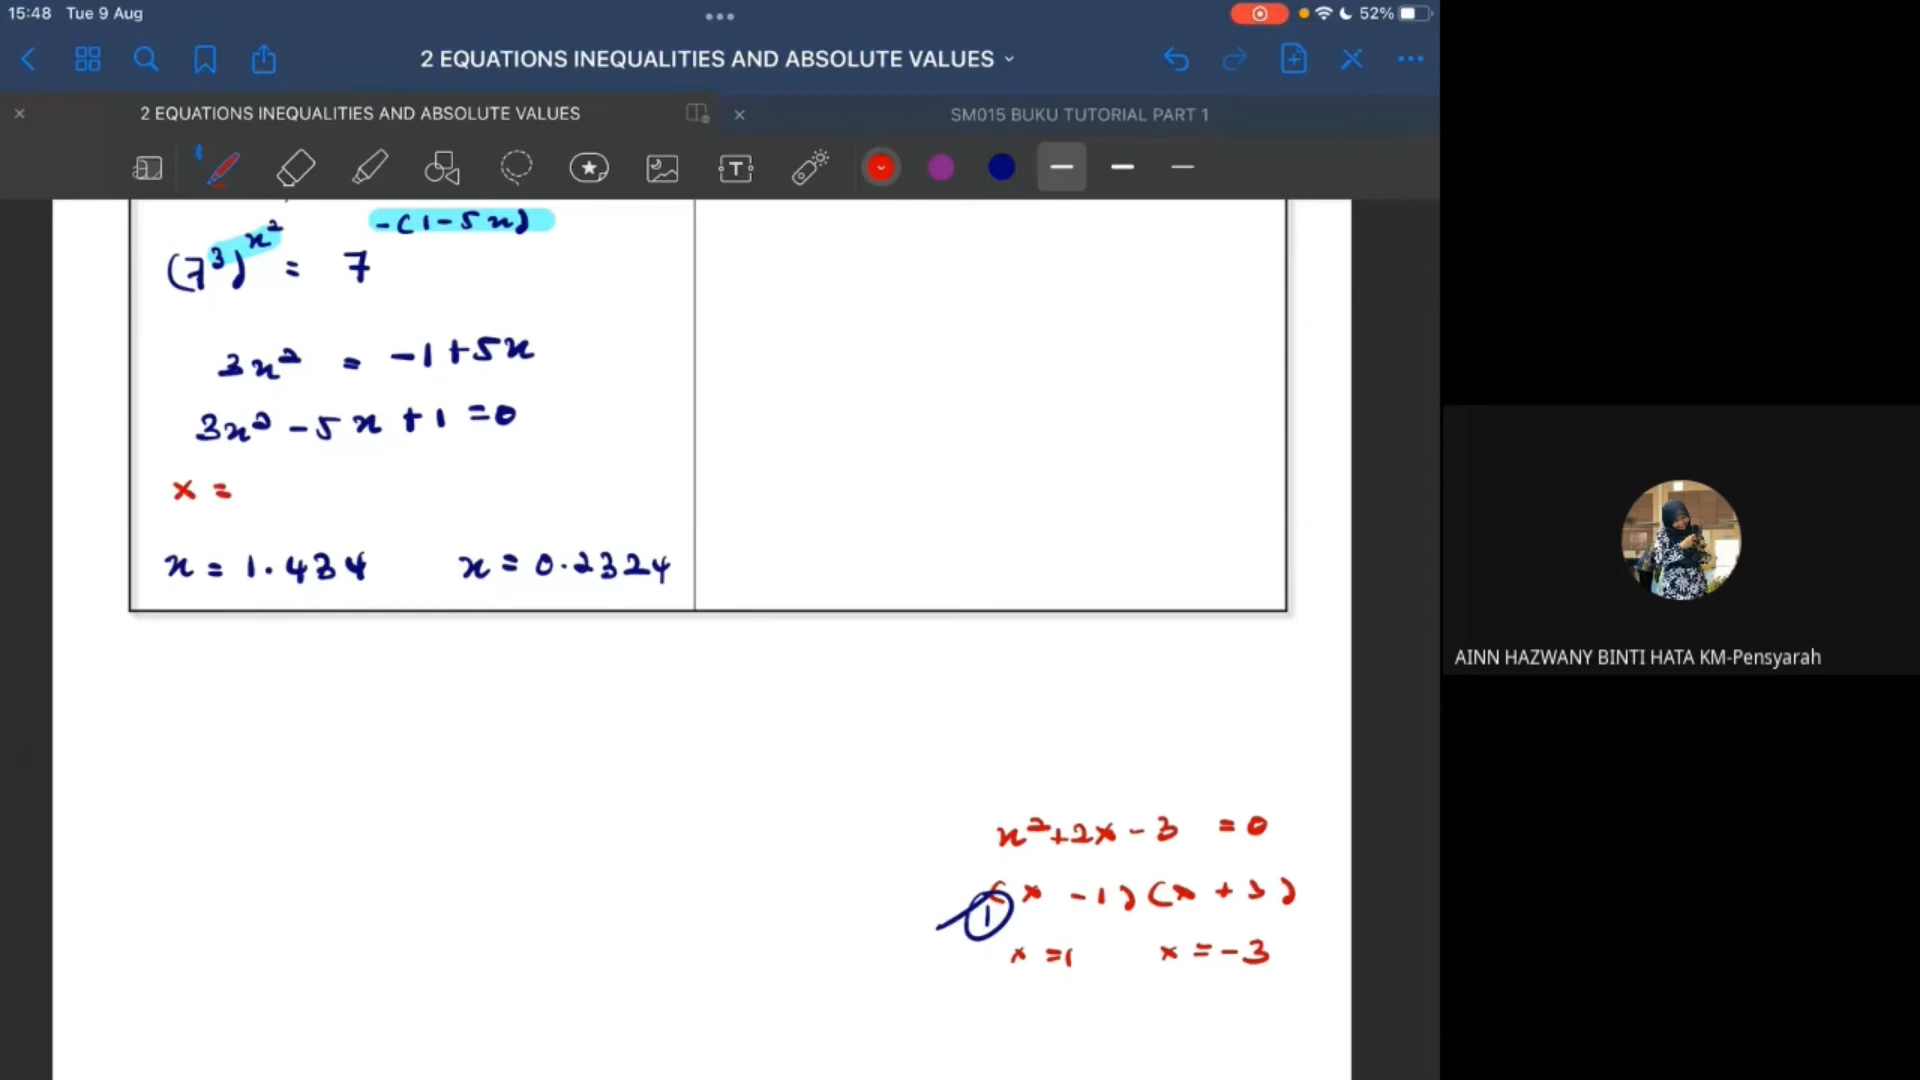 15:48 Tue 9 Aug
52%
2 EQUATIONS INEQUALITIES AND ABSOLUTE VALUES
2 EQUATIONS INEQUALITIES AND ABSOLUTE VALUES
SM015 BUKU TUTORIAL PART 1
(7³)^x² = 7^-(1-5x)
3x² = -1+5x
3x² - 5x + 1 = 0
x =
x = 1.434 x = 0.2324
AINN HAZWANY BINTI HATA KM-Pensyarah
x² + 2x - 3 = 0
(x - 1)(x + 3)
1
x = 1 x = -3